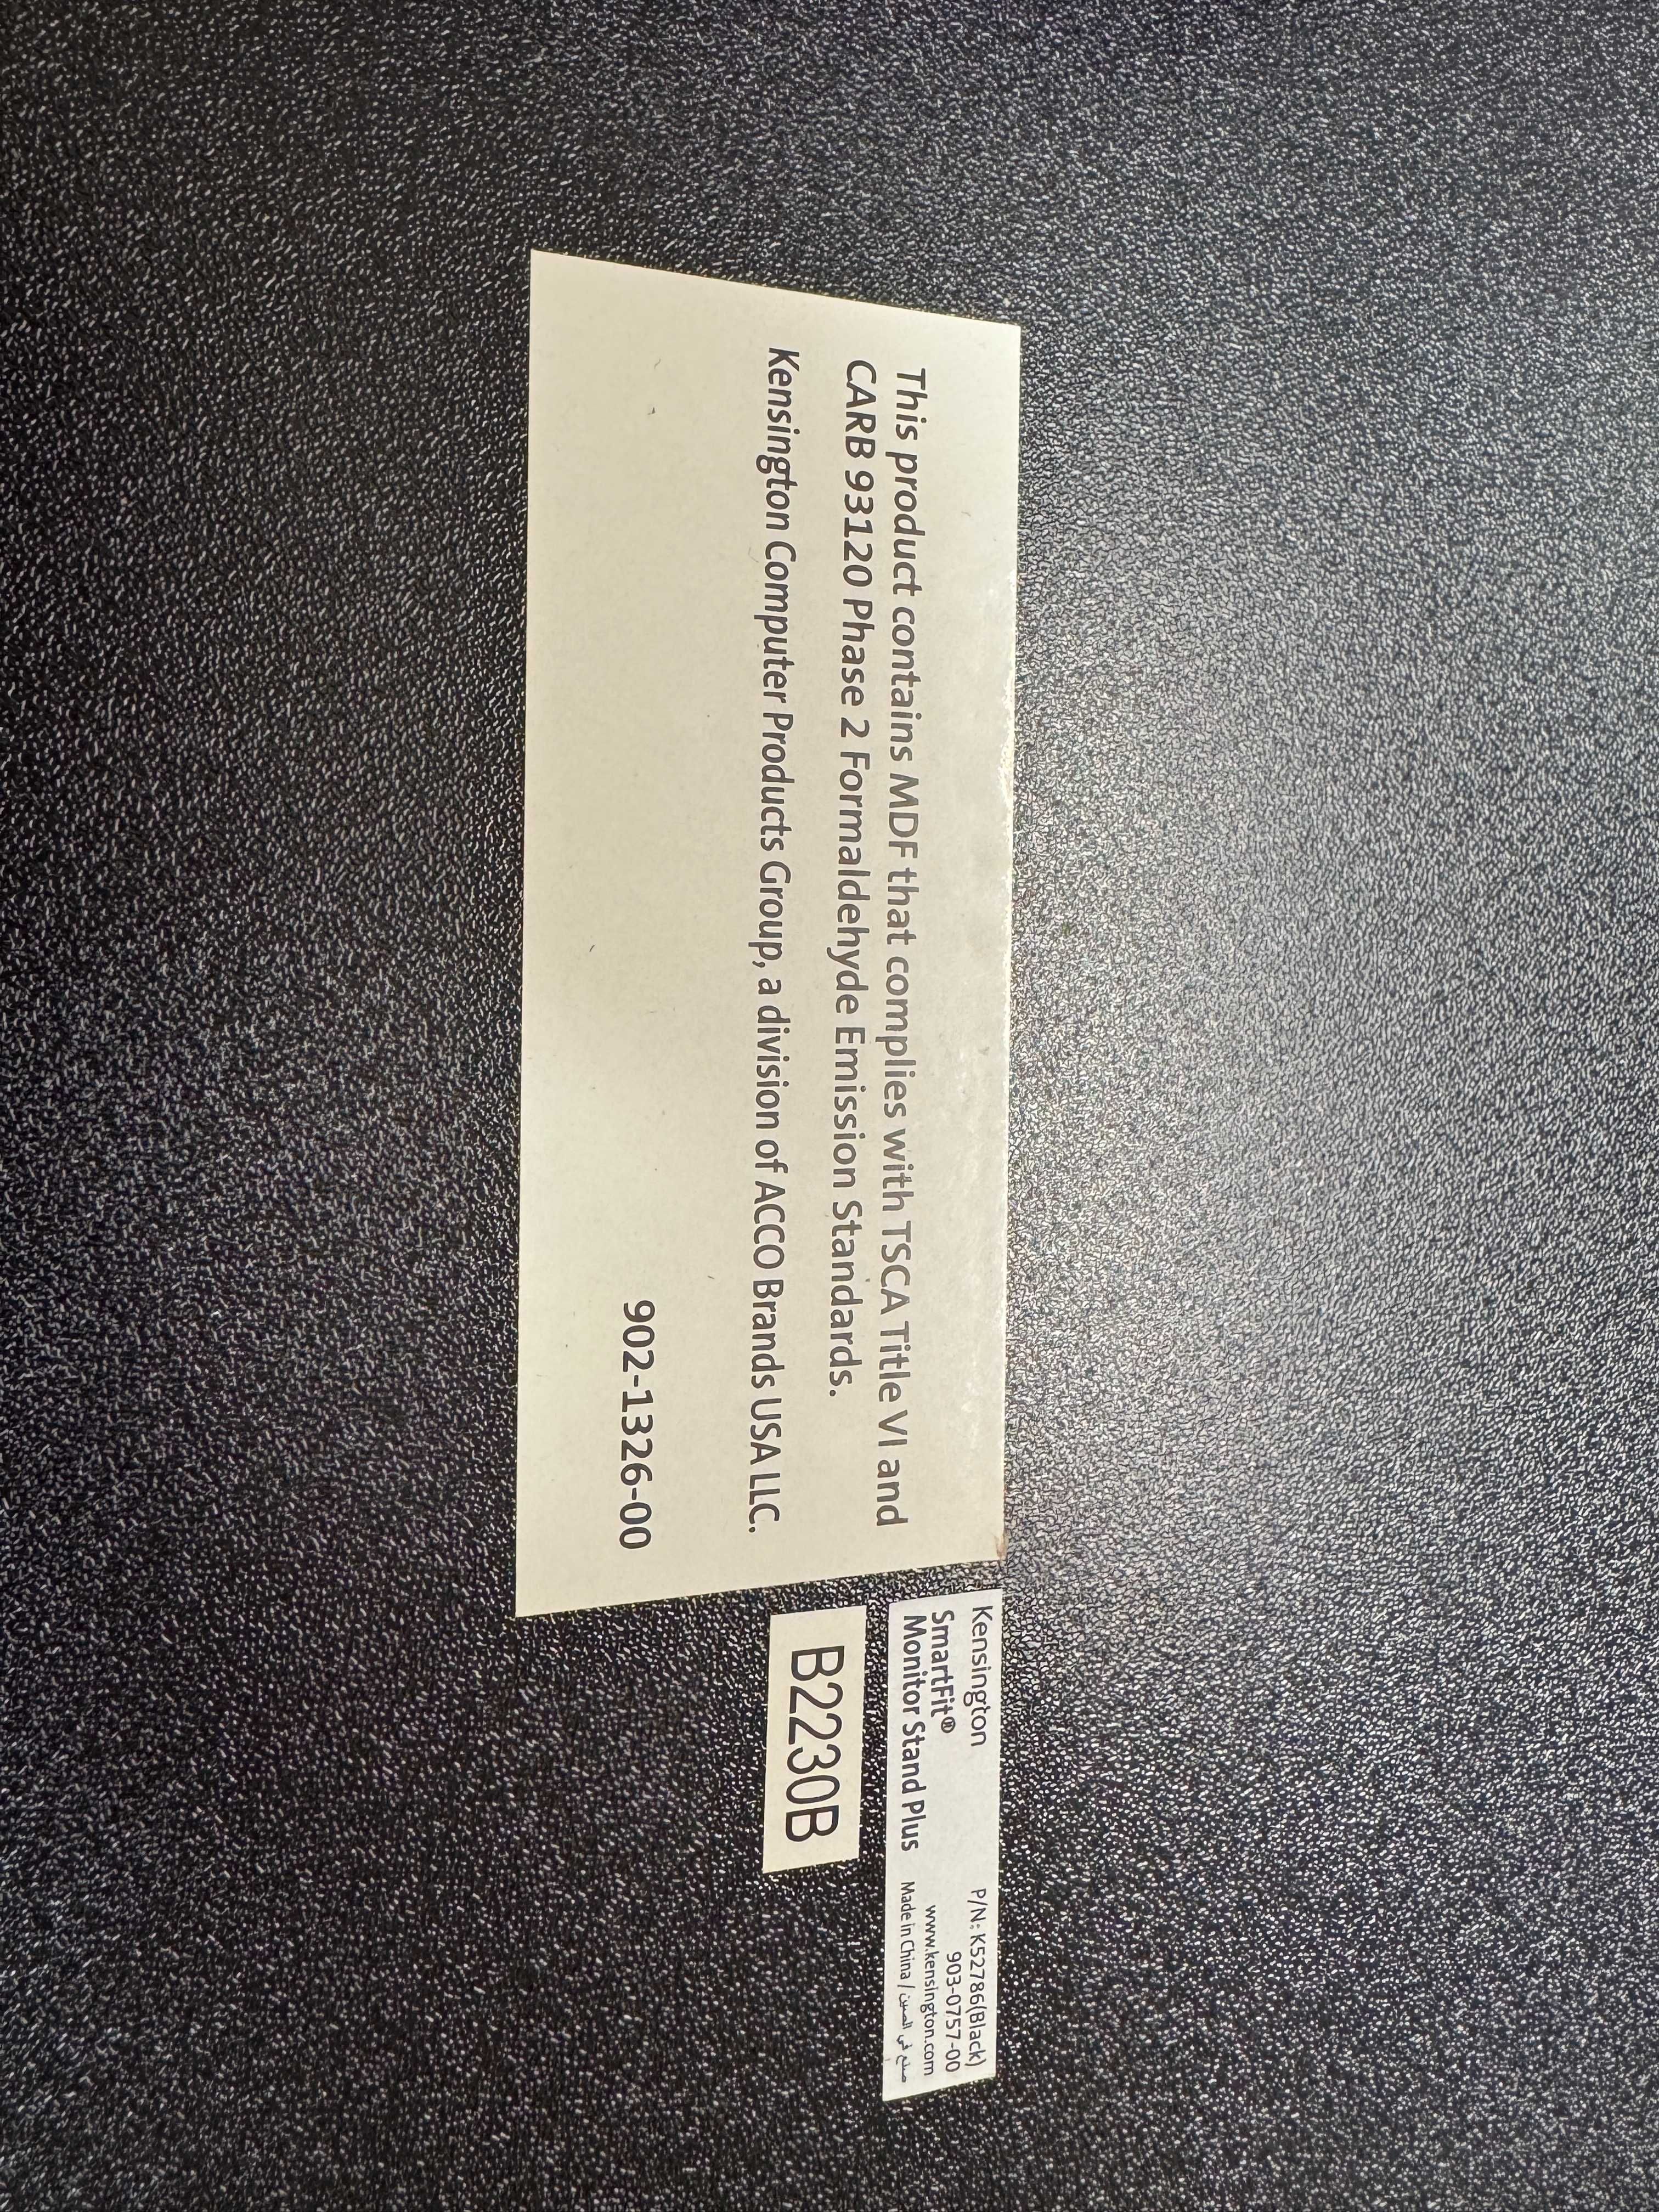 This product contains MDF that complies with TSCA Title VI and
CARB 93120 Phase 2 Formaldehyde Emission Standards.
Kensington Computer Products Group, a division of ACCO Brands USA LLC.
902-1326-00
Kensington
SmartFit®
Monitor Stand Plus
P/N: K52786(Black)
903-0757-00
www.kensington.com
Made in China / صنع في الصين
B2230B